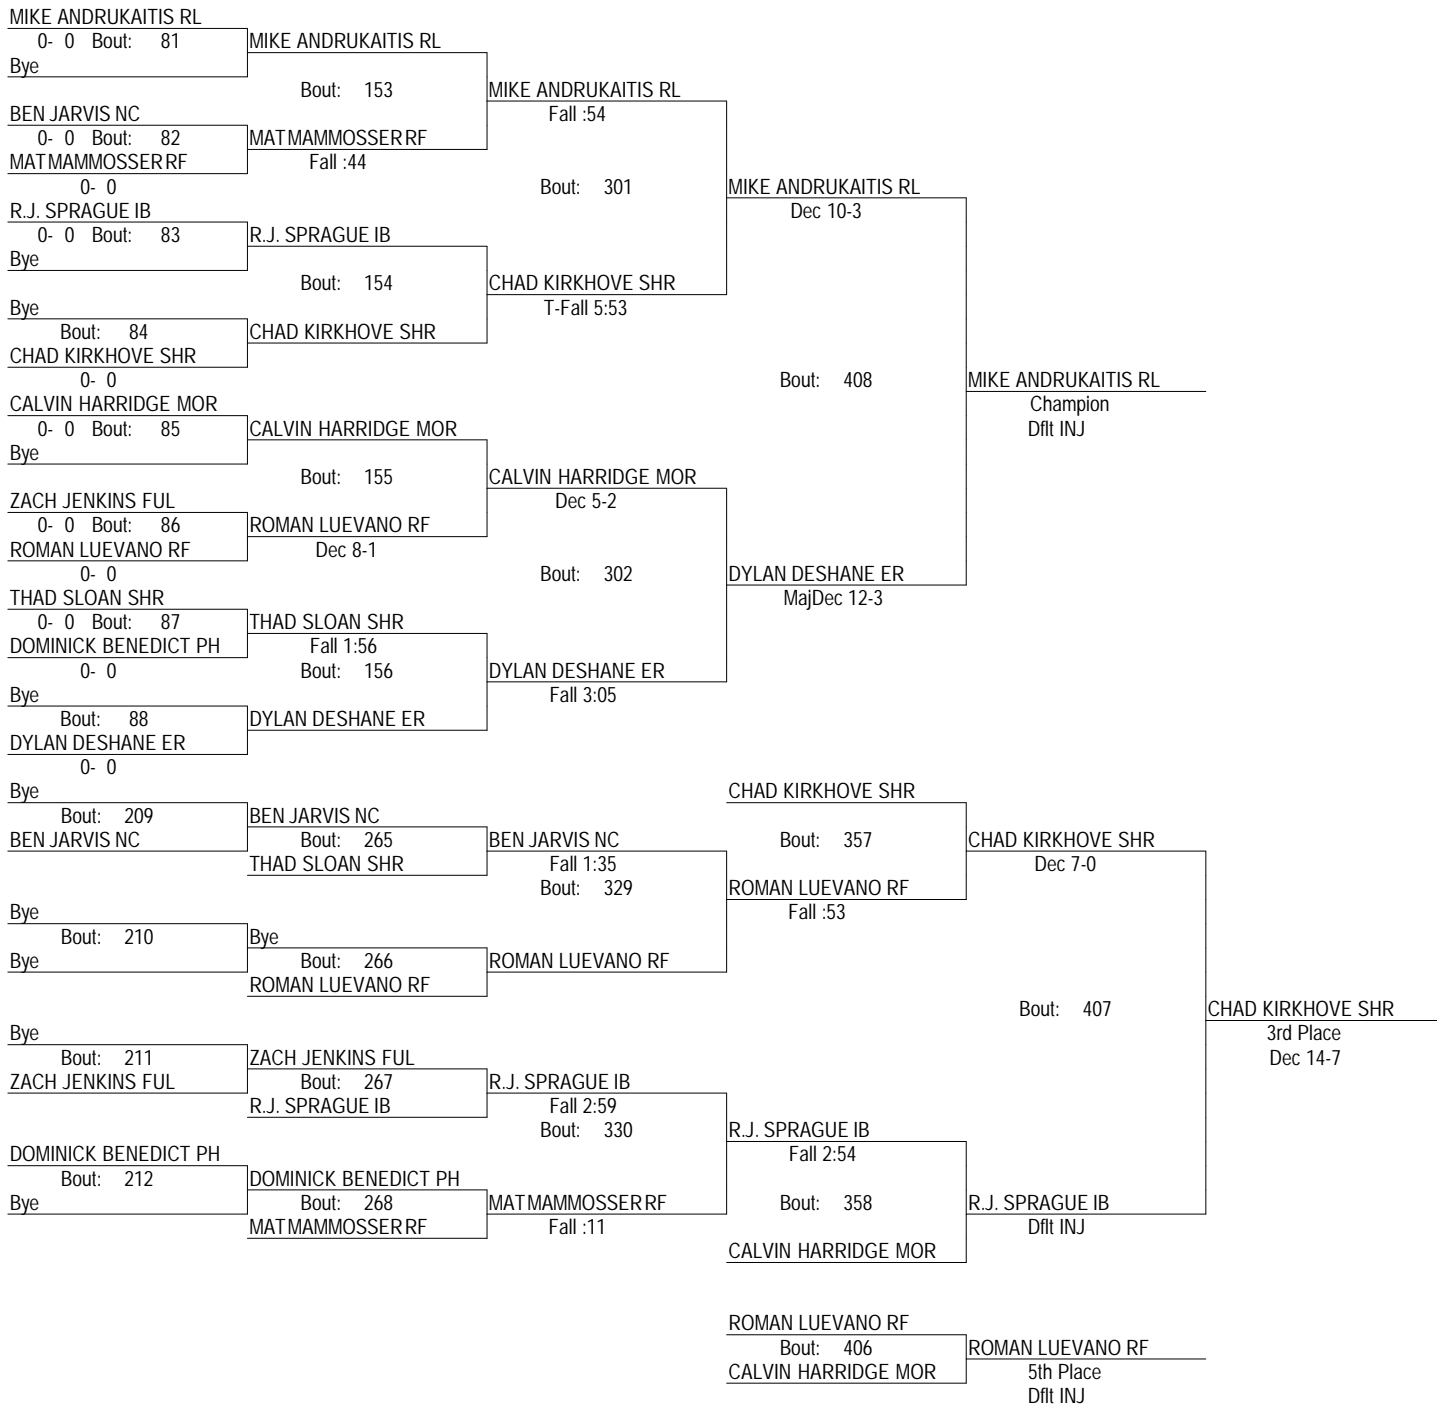 MIKE ANDRUKAITIS RL
0- 0 Bout: 81
Bye
MIKE ANDRUKAITIS RL
Bout: 153
MIKE ANDRUKAITIS RL
Fall :54
BEN JARVIS NC
0- 0 Bout: 82
MAT MAMMOSSER RF
0- 0
MAT MAMMOSSER RF
Fall :44
Bout: 301
MIKE ANDRUKAITIS RL
Dec 10-3
R.J. SPRAGUE IB
0- 0 Bout: 83
Bye
R.J. SPRAGUE IB
Bout: 154
CHAD KIRKHOVE SHR
T-Fall 5:53
Bye
Bout: 84
CHAD KIRKHOVE SHR
0- 0
CHAD KIRKHOVE SHR
Bout: 408
MIKE ANDRUKAITIS RL
Champion
Dflt INJ
CALVIN HARRIDGE MOR
0- 0 Bout: 85
Bye
CALVIN HARRIDGE MOR
Bout: 155
CALVIN HARRIDGE MOR
Dec 5-2
ZACH JENKINS FUL
0- 0 Bout: 86
ROMAN LUEVANO RF
0- 0
ROMAN LUEVANO RF
Dec 8-1
Bout: 302
DYLAN DESHANE ER
MajDec 12-3
THAD SLOAN SHR
0- 0 Bout: 87
DOMINICK BENEDICT PH
0- 0
THAD SLOAN SHR
Fall 1:56
Bout: 156
DYLAN DESHANE ER
Fall 3:05
Bye
Bout: 88
DYLAN DESHANE ER
0- 0
DYLAN DESHANE ER
Bye
Bout: 209
BEN JARVIS NC
BEN JARVIS NC
Bout: 265
THAD SLOAN SHR
BEN JARVIS NC
Fall 1:35
Bout: 329
CHAD KIRKHOVE SHR
Bout: 357
ROMAN LUEVANO RF
Fall :53
CHAD KIRKHOVE SHR
Dec 7-0
Bye
Bout: 210
Bye
Bye
Bout: 266
ROMAN LUEVANO RF
ROMAN LUEVANO RF
Bout: 407
CHAD KIRKHOVE SHR
3rd Place
Dec 14-7
Bye
Bout: 211
ZACH JENKINS FUL
ZACH JENKINS FUL
Bout: 267
R.J. SPRAGUE IB
R.J. SPRAGUE IB
Fall 2:59
Bout: 330
R.J. SPRAGUE IB
Fall 2:54
DOMINICK BENEDICT PH
Bout: 212
Bye
DOMINICK BENEDICT PH
Bout: 268
MAT MAMMOSSER RF
MAT MAMMOSSER RF
Fall :11
Bout: 358
CALVIN HARRIDGE MOR
R.J. SPRAGUE IB
Dflt INJ
ROMAN LUEVANO RF
Bout: 406
CALVIN HARRIDGE MOR
ROMAN LUEVANO RF
5th Place
Dflt INJ